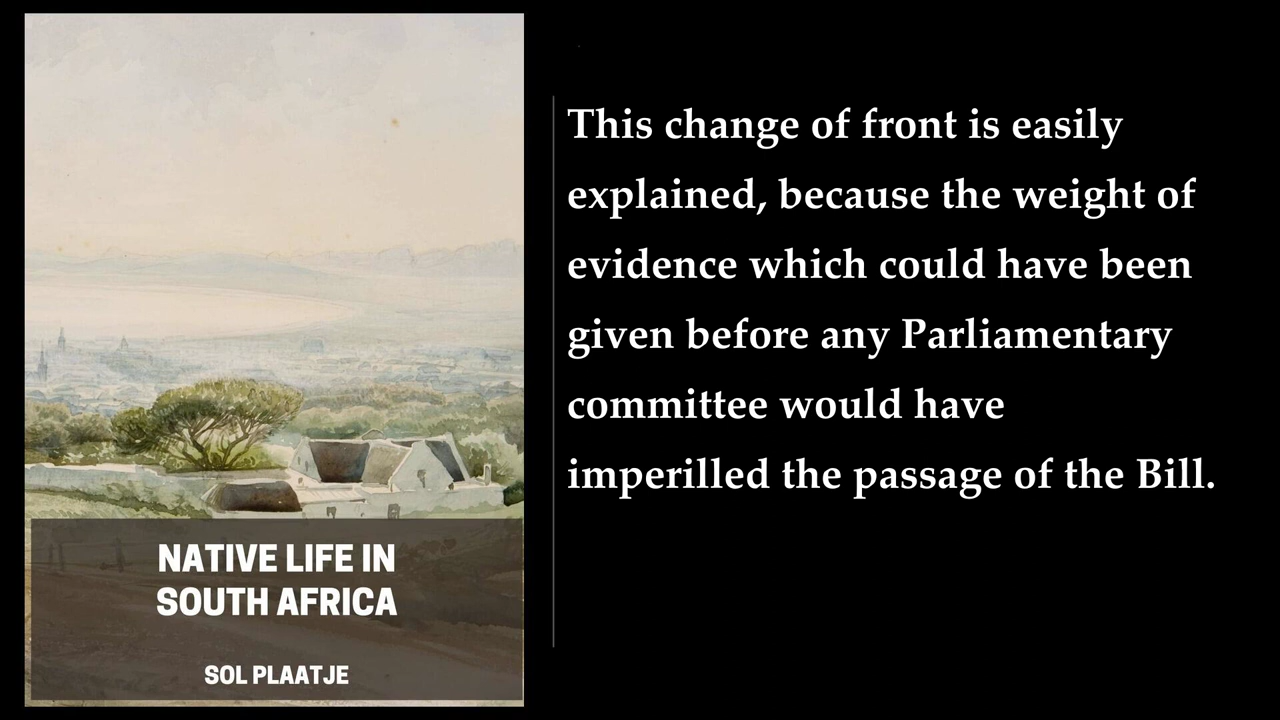 NATIVE LIFE IN
SOUTH AFRICA
SOL PLAATJE
This change of front is easily
explained, because the weight of
evidence which could have been
given before any Parliamentary
committee would have
imperilled the passage of the Bill.